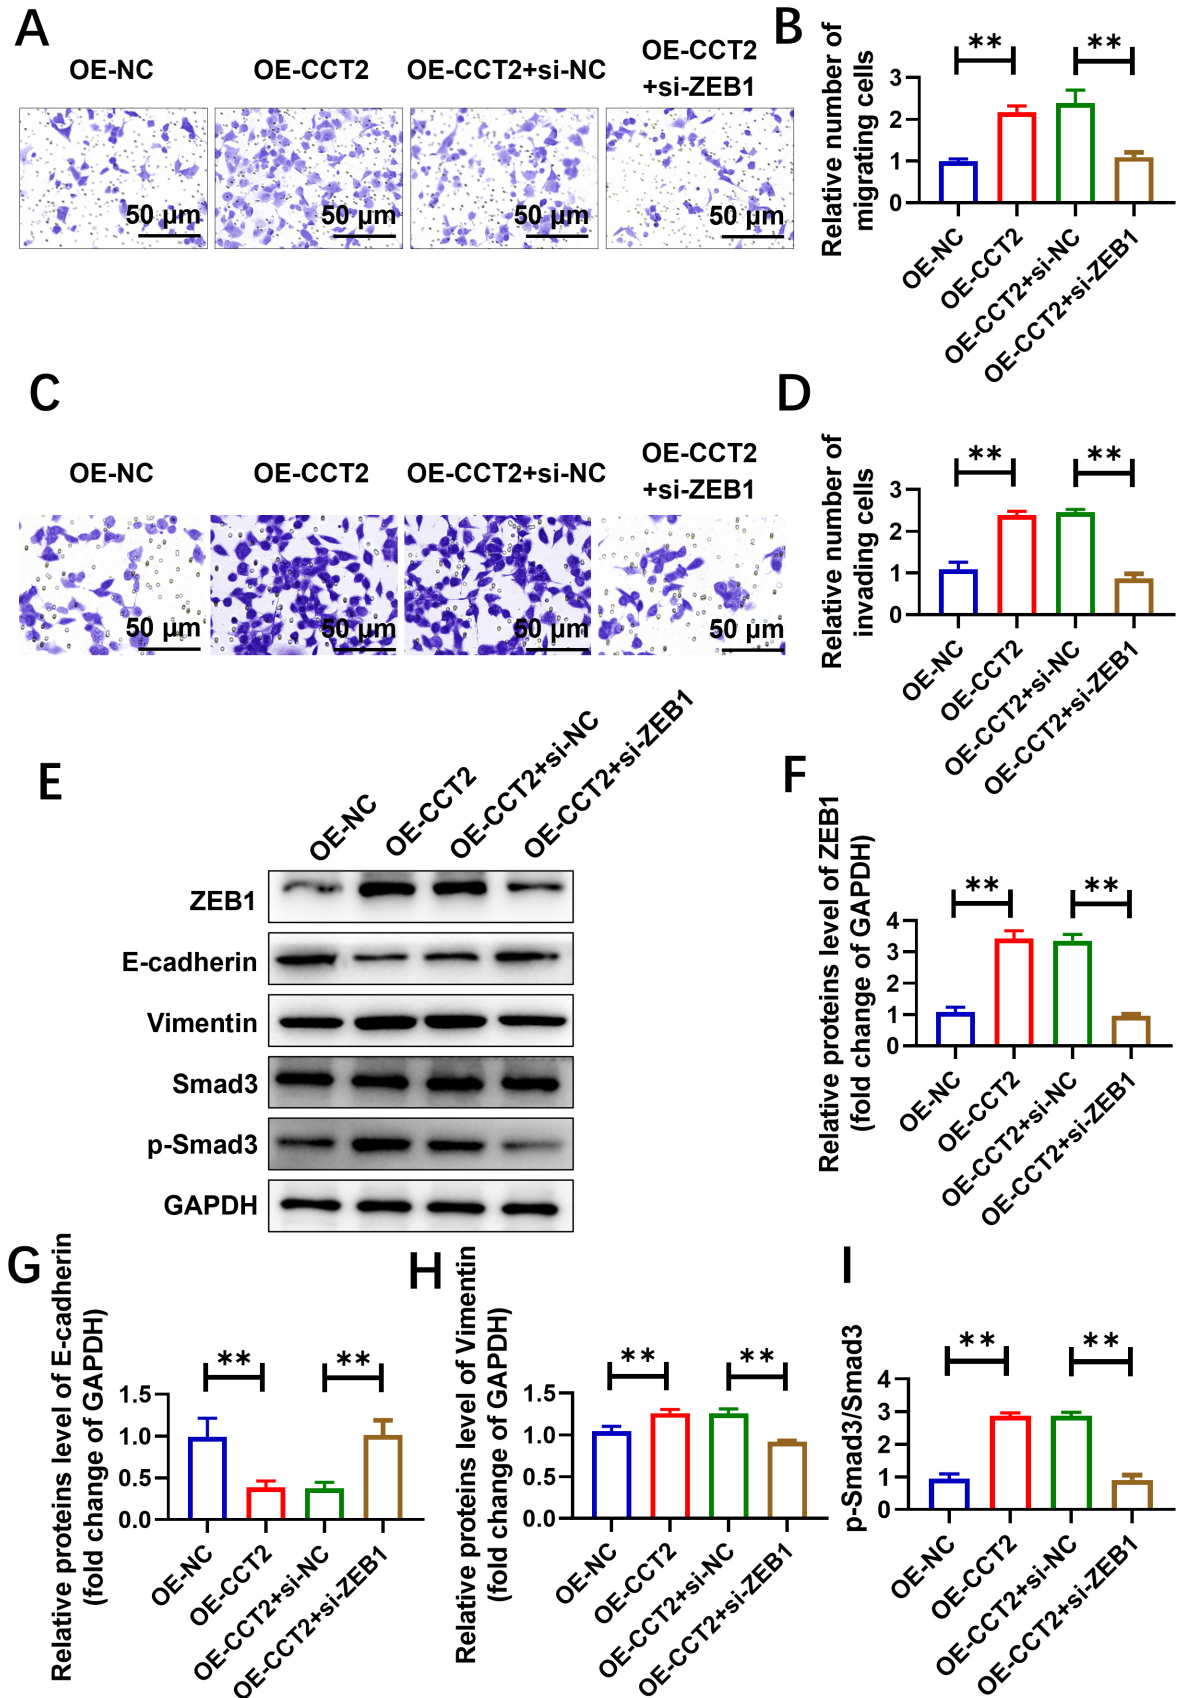 A
OE-NC
OE-CCT2
OE-CCT2+si-NC
OE-CCT2
+si-ZEB1
50 µm
50 µm
50 µm
50 µm
B
Relative number of
migrating cells
3
2
1
0
**
**
OE-NC
OE-CCT2
OE-CCT2+si-NC
OE-CCT2+si-ZEB1
C
OE-NC
OE-CCT2
OE-CCT2+si-NC
OE-CCT2
+si-ZEB1
50 µm
50 µm
50 µm
50 µm
D
Relative number of
invading cells
3
2
1
0
**
**
OE-NC
OE-CCT2
OE-CCT2+si-NC
OE-CCT2+si-ZEB1
E
OE-NC
OE-CCT2
OE-CCT2+si-NC
OE-CCT2+si-ZEB1
ZEB1
E-cadherin
Vimentin
Smad3
p-Smad3
GAPDH
F
Relative proteins level of ZEB1
(fold change of GAPDH)
4
3
2
1
0
**
**
OE-NC
OE-CCT2
OE-CCT2+si-NC
OE-CCT2+si-ZEB1
G
Relative proteins level of E-cadherin
(fold change of GAPDH)
1.5
1.0
0.5
0.0
**
**
OE-NC
OE-CCT2
OE-CCT2+si-NC
OE-CCT2+si-ZEB1
H
Relative proteins level of Vimentin
(fold change of GAPDH)
1.5
1.0
0.5
0.0
**
**
OE-NC
OE-CCT2
OE-CCT2+si-NC
OE-CCT2+si-ZEB1
I
p-Smad3/Smad3
4
3
2
1
0
**
**
OE-NC
OE-CCT2
OE-CCT2+si-NC
OE-CCT2+si-ZEB1